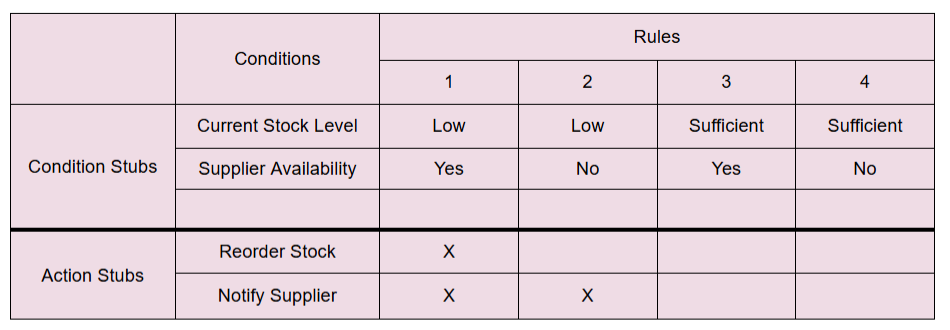 Rules
Conditions
1 2 3 4
Current Stock Level Low Low Sufficient Sufficient
Condition Stubs Supplier Availability Yes No Yes No
Reorder Stock X
Action Stubs
Notify Supplier X X